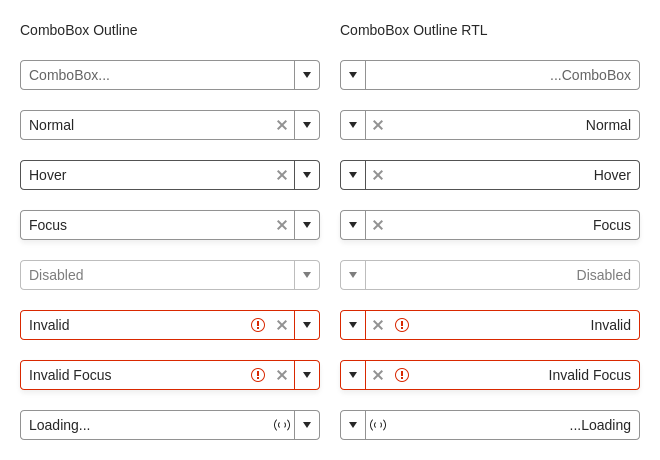 ComboBox Outline
ComboBox...
Normal
Hover
Focus
Disabled
Invalid
Invalid Focus
Loading...
ComboBox Outline RTL
...ComboBox
Normal
Hover
Focus
Disabled
Invalid
Invalid Focus
...Loading